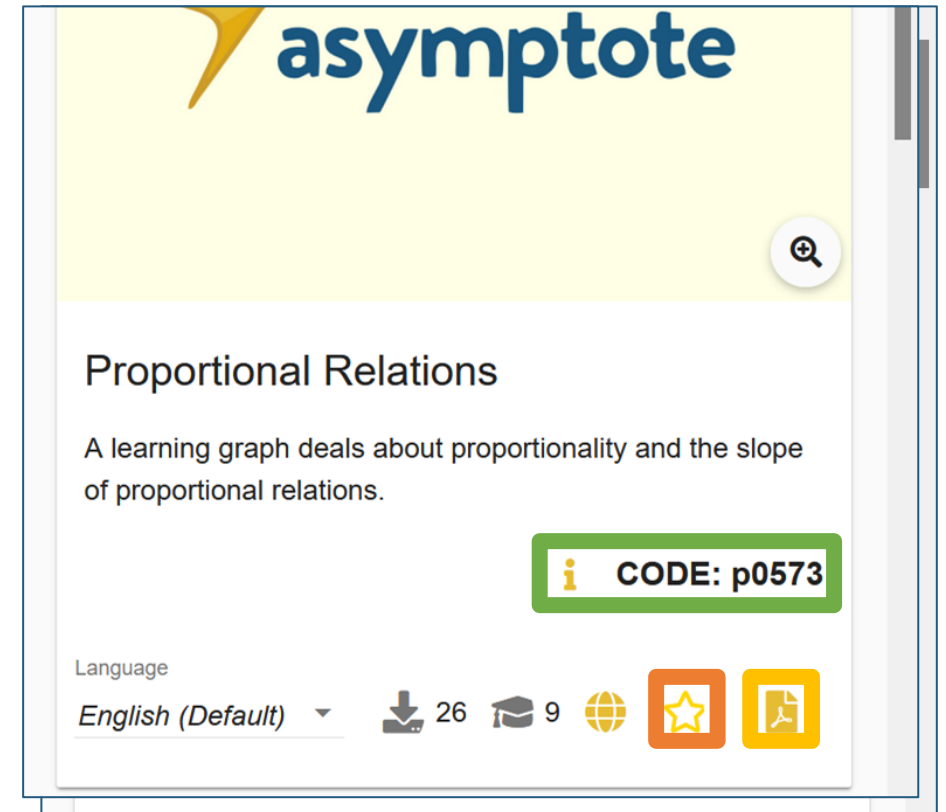 asymptote
Proportional Relations
A learning graph deals about proportionality and the slope
of proportional relations.
CODE: p0573
Language
English (Default)
26
9